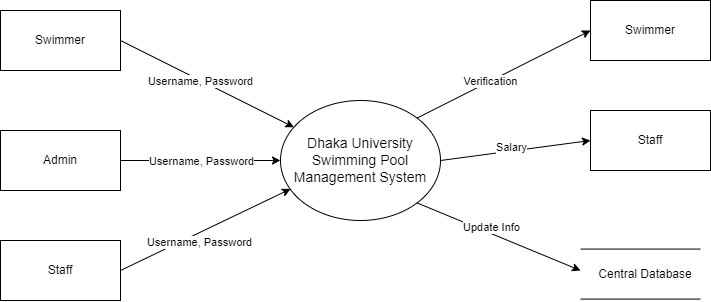 Swimmer
Username, Password
Admin
Username, Password
Staff
Username, Password
Dhaka University
Swimming Pool
Management System
Verification
Swimmer
Salary
Staff
Update Info
Central Database